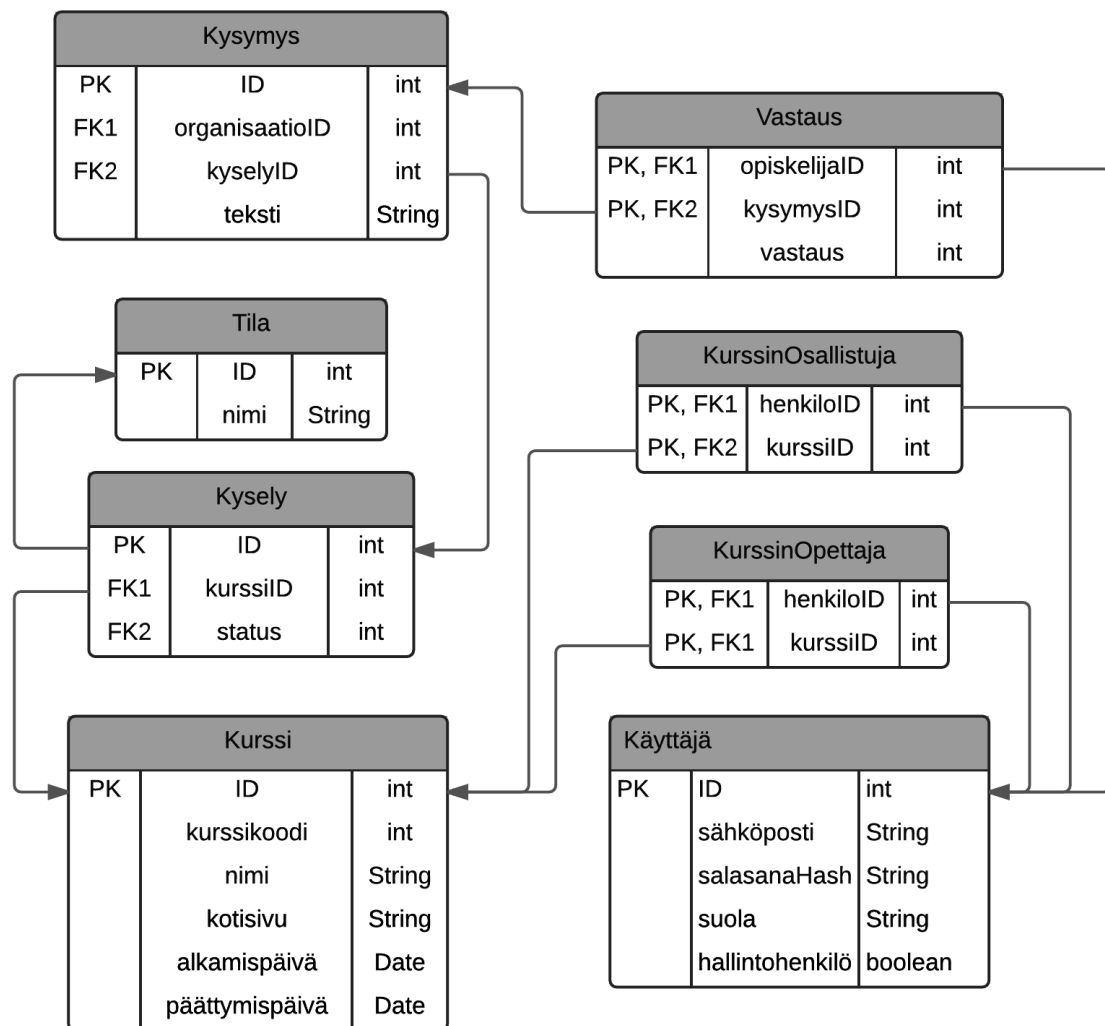 Kysymys
PK ID int
FK1 organisaatioID int
FK2 kyselyID int
teksti String
Vastaus
PK, FK1 opiskelijaID int
PK, FK2 kysymysID int
vastaus int
Tila
PK ID int
nimi String
KurssinOsallistuja
PK, FK1 henkiloID int
PK, FK2 kurssiID int
Kysely
PK ID int
FK1 kurssiID int
FK2 status int
KurssinOpettaja
PK, FK1 henkiloID int
PK, FK1 kurssiID int
Kurssi
PK ID int
kurssikoodi int
nimi String
kotisivu String
alkamispäivä Date
päättymispäivä Date
Käyttäjä
PK ID int
sähköposti String
salasanaHash String
suola String
hallintohenkilö boolean